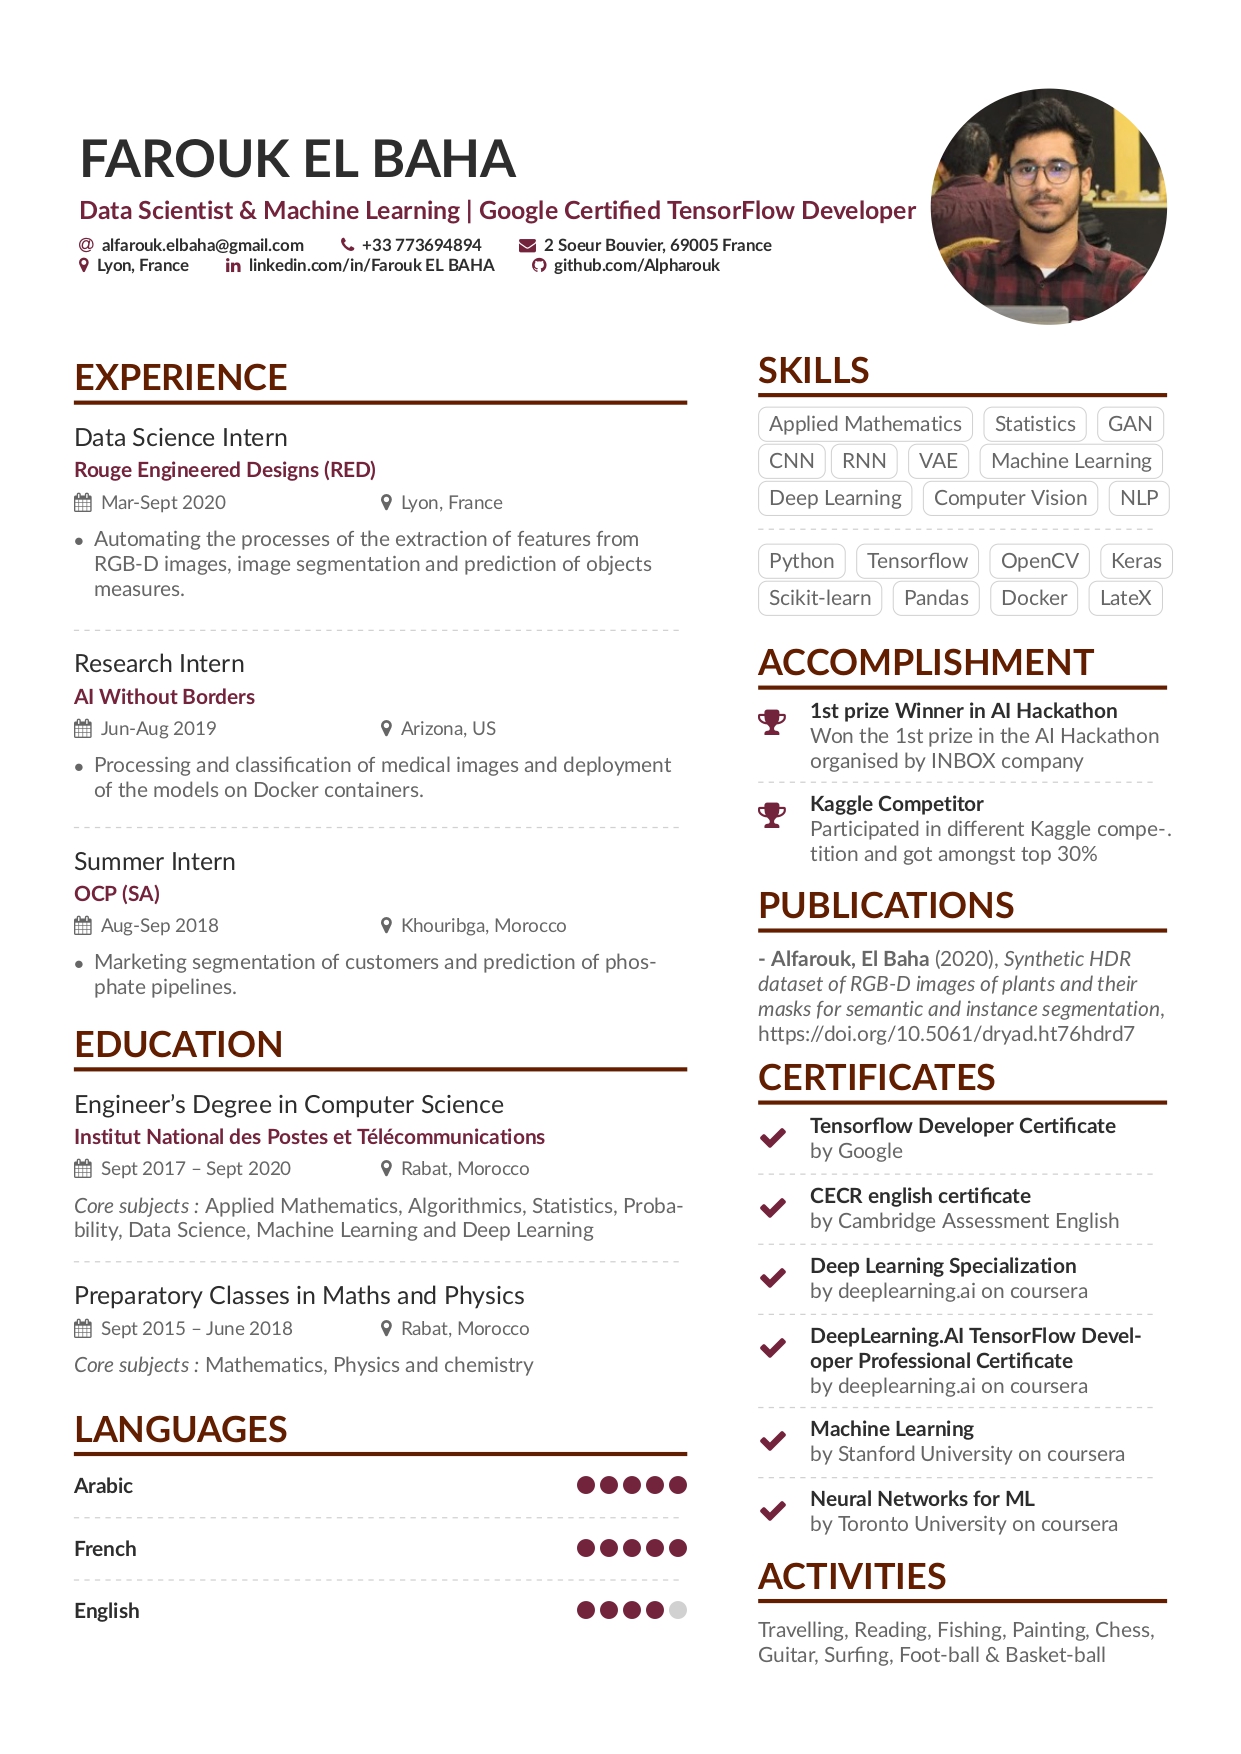 FAROUK EL BAHA
Data Scientist & Machine Learning | Google Certified TensorFlow Developer
@ alfarouk.elbaha@gmail.com +33 773694894 2 Soeur Bouvier, 69005 France
Lyon, France linkedin.com/in/Farouk EL BAHA github.com/Alpharouk
EXPERIENCE
Data Science Intern
Rouge Engineered Designs (RED)
Mar-Sept 2020 Lyon, France
• Automating the processes of the extraction of features from
RGB-D images, image segmentation and prediction of objects
measures.
Research Intern
AI Without Borders
Jun-Aug 2019 Arizona, US
• Processing and classification of medical images and deployment
of the models on Docker containers.
Summer Intern
OCP (SA)
Aug-Sep 2018 Khouribga, Morocco
• Marketing segmentation of customers and prediction of phos-
phate pipelines.
EDUCATION
Engineer’s Degree in Computer Science
Institut National des Postes et Télécommunications
Sept 2017 – Sept 2020 Rabat, Morocco
Core subjects : Applied Mathematics, Algorithmics, Statistics, Proba-
bility, Data Science, Machine Learning and Deep Learning
Preparatory Classes in Maths and Physics
Sept 2015 – June 2018 Rabat, Morocco
Core subjects : Mathematics, Physics and chemistry
LANGUAGES
Arabic
French
English
SKILLS
Applied Mathematics Statistics GAN
CNN RNN VAE Machine Learning
Deep Learning Computer Vision NLP
Python Tensorflow OpenCV Keras
Scikit-learn Pandas Docker LateX
ACCOMPLISHMENT
1st prize Winner in AI Hackathon
Won the 1st prize in the AI Hackathon
organised by INBOX company
Kaggle Competitor
Participated in different Kaggle compe-.
tition and got amongst top 30%
PUBLICATIONS
- Alfarouk, El Baha (2020), Synthetic HDR
dataset of RGB-D images of plants and their
masks for semantic and instance segmentation,
https://doi.org/10.5061/dryad.ht76hdrd7
CERTIFICATES
Tensorflow Developer Certificate
by Google
CECR english certificate
by Cambridge Assessment English
Deep Learning Specialization
by deeplearning.ai on coursera
DeepLearning.AI TensorFlow Devel-
oper Professional Certificate
by deeplearning.ai on coursera
Machine Learning
by Stanford University on coursera
Neural Networks for ML
by Toronto University on coursera
ACTIVITIES
Travelling, Reading, Fishing, Painting, Chess,
Guitar, Surfing, Foot-ball & Basket-ball